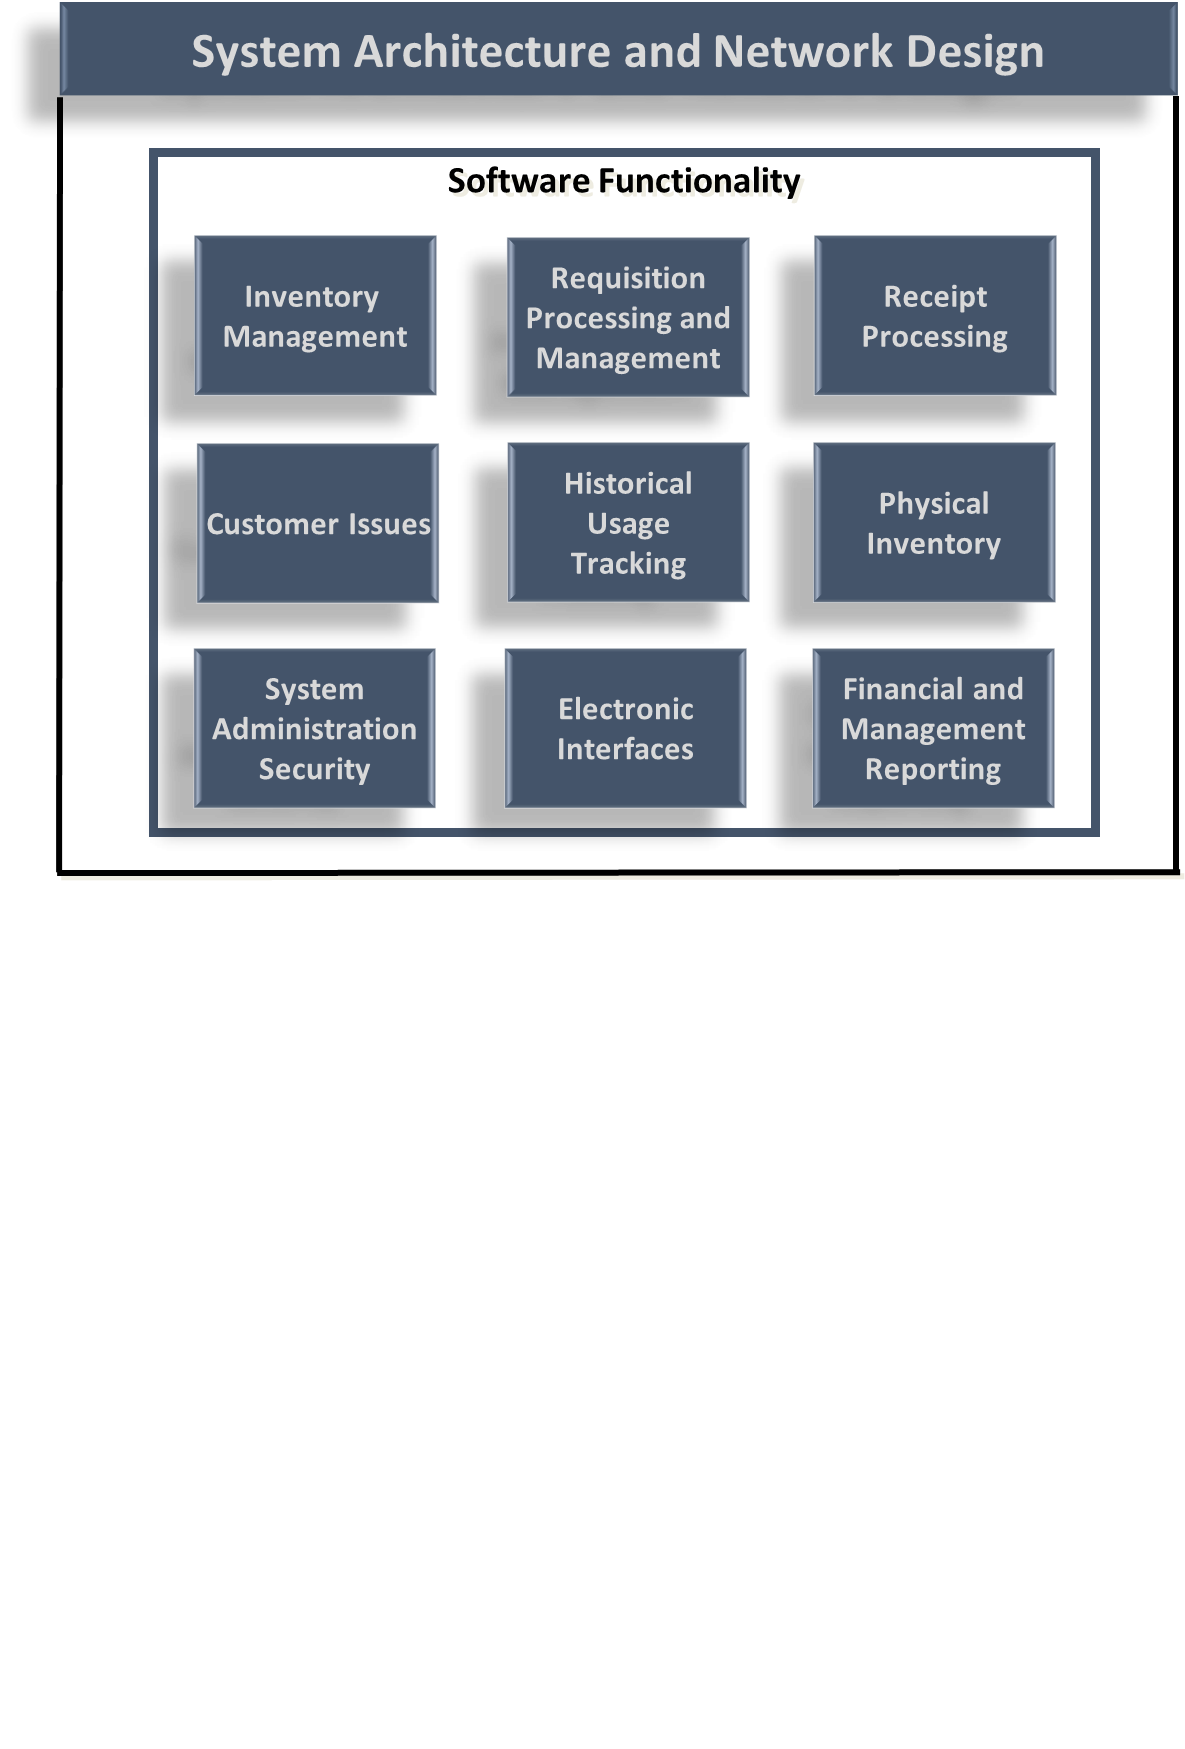 System Architecture and Network Design
Software Functionality
Inventory
Management
Requisition
Processing and
Management
Receipt
Processing
Customer Issues
Historical
Usage
Tracking
Physical
Inventory
System
Administration
Security
Electronic
Interfaces
Financial and
Management
Reporting